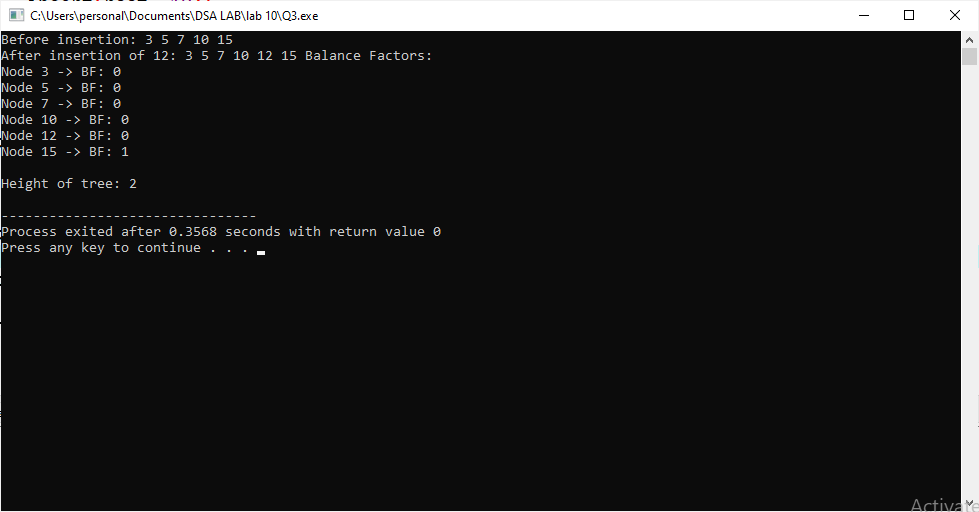 C:\Users\personal\Documents\DSA LAB\lab 10\Q3.exe
Before insertion: 3 5 7 10 15
After insertion of 12: 3 5 7 10 12 15 Balance Factors:
Node 3 -> BF: 0
Node 5 -> BF: 0
Node 7 -> BF: 0
Node 10 -> BF: 0
Node 12 -> BF: 0
Node 15 -> BF: 1
Height of tree: 2
--------------------------------
Process exited after 0.3568 seconds with return value 0
Press any key to continue . . .
Activate